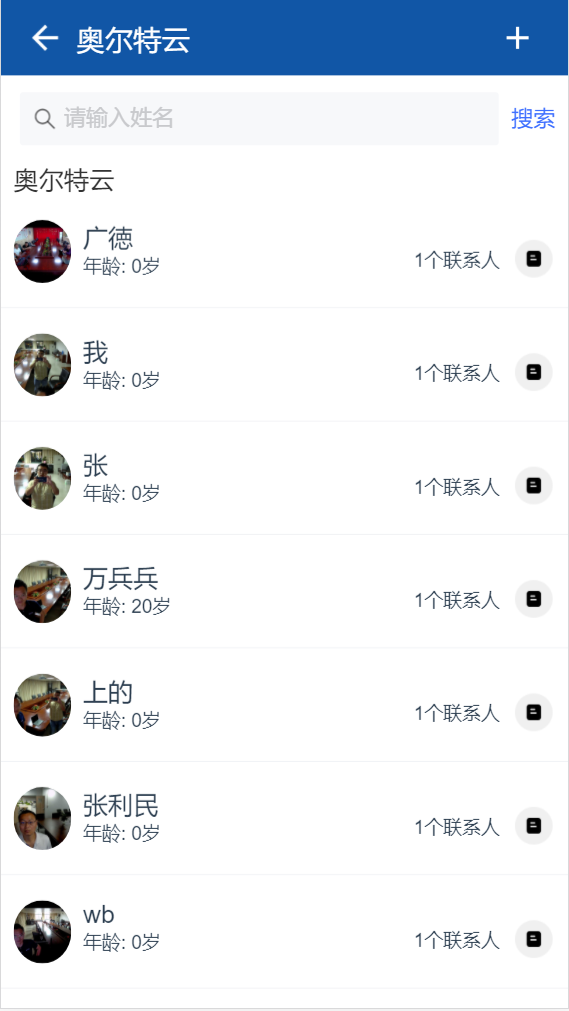 奥尔特云
请输入姓名
搜索
奥尔特云
广徳
年龄: 0岁
1个联系人
我
年龄: 0岁
1个联系人
张
年龄: 0岁
1个联系人
万兵兵
年龄: 20岁
1个联系人
上的
年龄: 0岁
1个联系人
张利民
年龄: 0岁
1个联系人
wb
年龄: 0岁
1个联系人